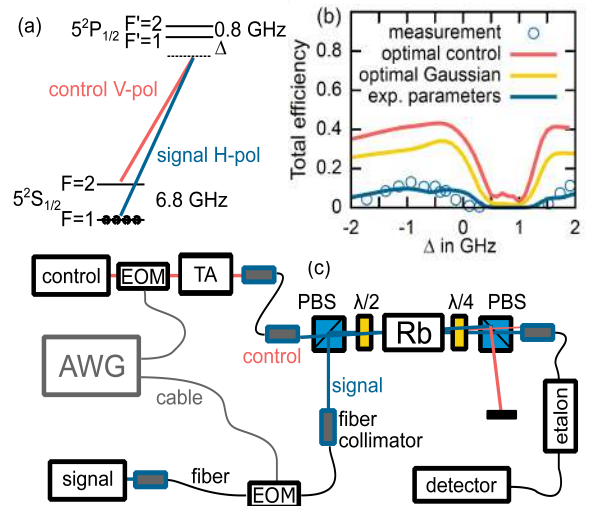 (a)
5²P₁/₂
F'=2
F'=1
0.8 GHz
Δ
control V-pol
signal H-pol
F=2
5²S₁/₂
6.8 GHz
F=1
(b)
measurement
optimal control
optimal Gaussian
exp. parameters
Total efficiency
0.8
0.6
0.4
0.2
0
-2 -1 0 1 2
Δ in GHz
(c)
control
EOM
TA
PBS
λ/2
Rb
λ/4
PBS
control
AWG
cable
signal
fiber
collimator
etalon
signal
fiber
EOM
detector